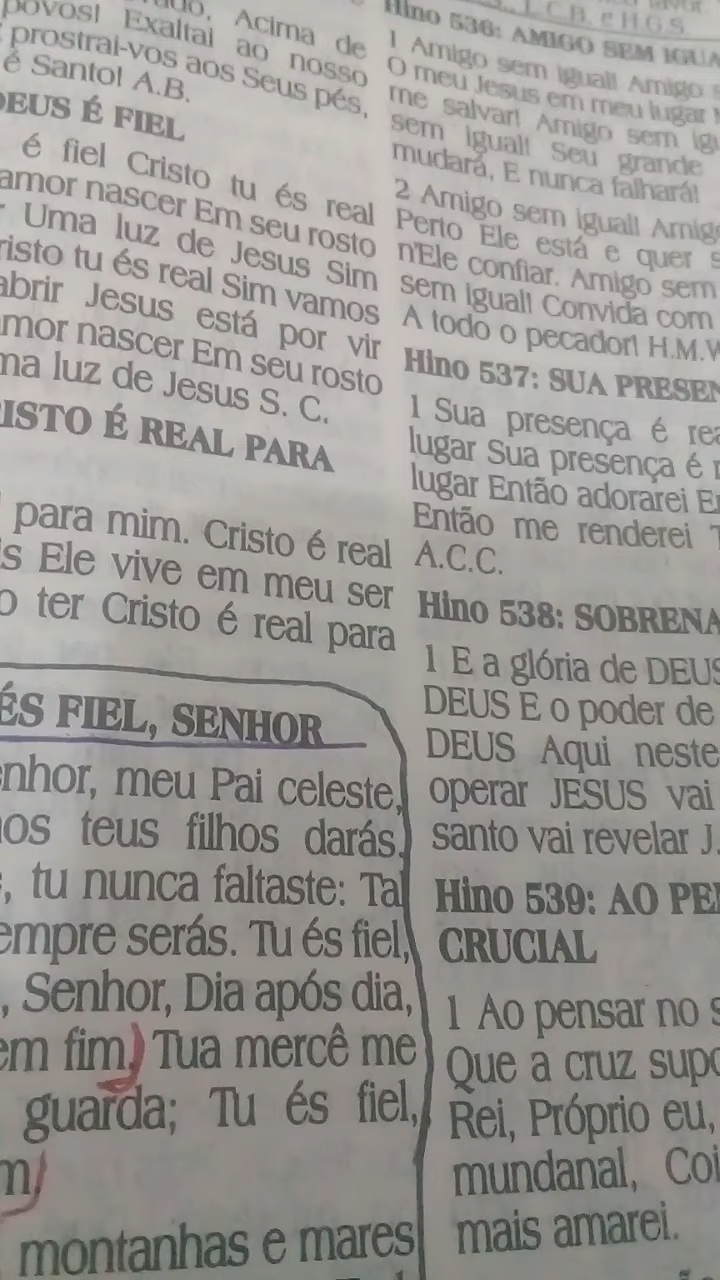 povos! Exaltai ao nosso
prostrai-vos aos Seus pés,
é Santo! A.B.
DEUS É FIEL
é fiel Cristo tu és real
amor nascer Em seu rosto
Uma luz de Jesus Sim
risto tu és real Sim vamos
abrir Jesus está por vir
mor nascer Em seu rosto
ma luz de Jesus S. C.
RISTO É REAL PARA
para mim. Cristo é real
s Ele vive em meu ser
o ter Cristo é real para
ÉS FIEL, SENHOR
nhor, meu Pai celeste,
os teus filhos darás.
, tu nunca faltaste: Tal
empre serás. Tu és fiel,
, Senhor, Dia após dia,
em fim, Tua mercê me
guarda; Tu és fiel,
m,
montanhas e mares
L.C.B. e H.G.S.
Hino 536: AMIGO SEM IGUA
1 Amigo sem igual! Amigo
O meu Jesus em meu lugar
me salvar! Amigo sem ig
sem igual! Seu grande
mudará, E nunca falhará!
2 Amigo sem igual! Amig
Perto Ele está e quer s
n'Ele confiar. Amigo sem
sem igual! Convida com
A todo o pecador! H.M.W
Hino 537: SUA PRESEN
1 Sua presença é rea
lugar Sua presença é r
lugar Então adorarei E
Então me renderei T
A.C.C.
Hino 538: SOBRENA
1 E a glória de DEUS
DEUS E o poder de
DEUS Aqui neste
operar JESUS vai
santo vai revelar J.
Hino 539: AO PE
CRUCIAL
1 Ao pensar no s
Que a cruz supo
Rei, Próprio eu,
mundanal, Coi
mais amarei.